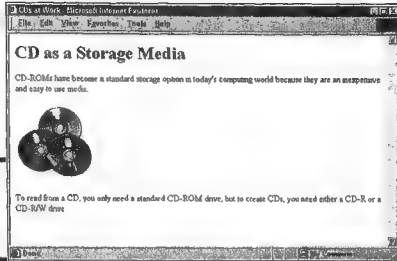 CDs at Work - Microsoft Internet Explorer
File Edit View Favorites Tools Help
CD as a Storage Media
CD-ROMs have become a standard storage option in today's computing world because they are an inexpensive
and easy to use media.
To read from a CD, you only need a standard CD-ROM drive, but to create CDs, you need either a CD-R or a
CD-R/W drive
Done